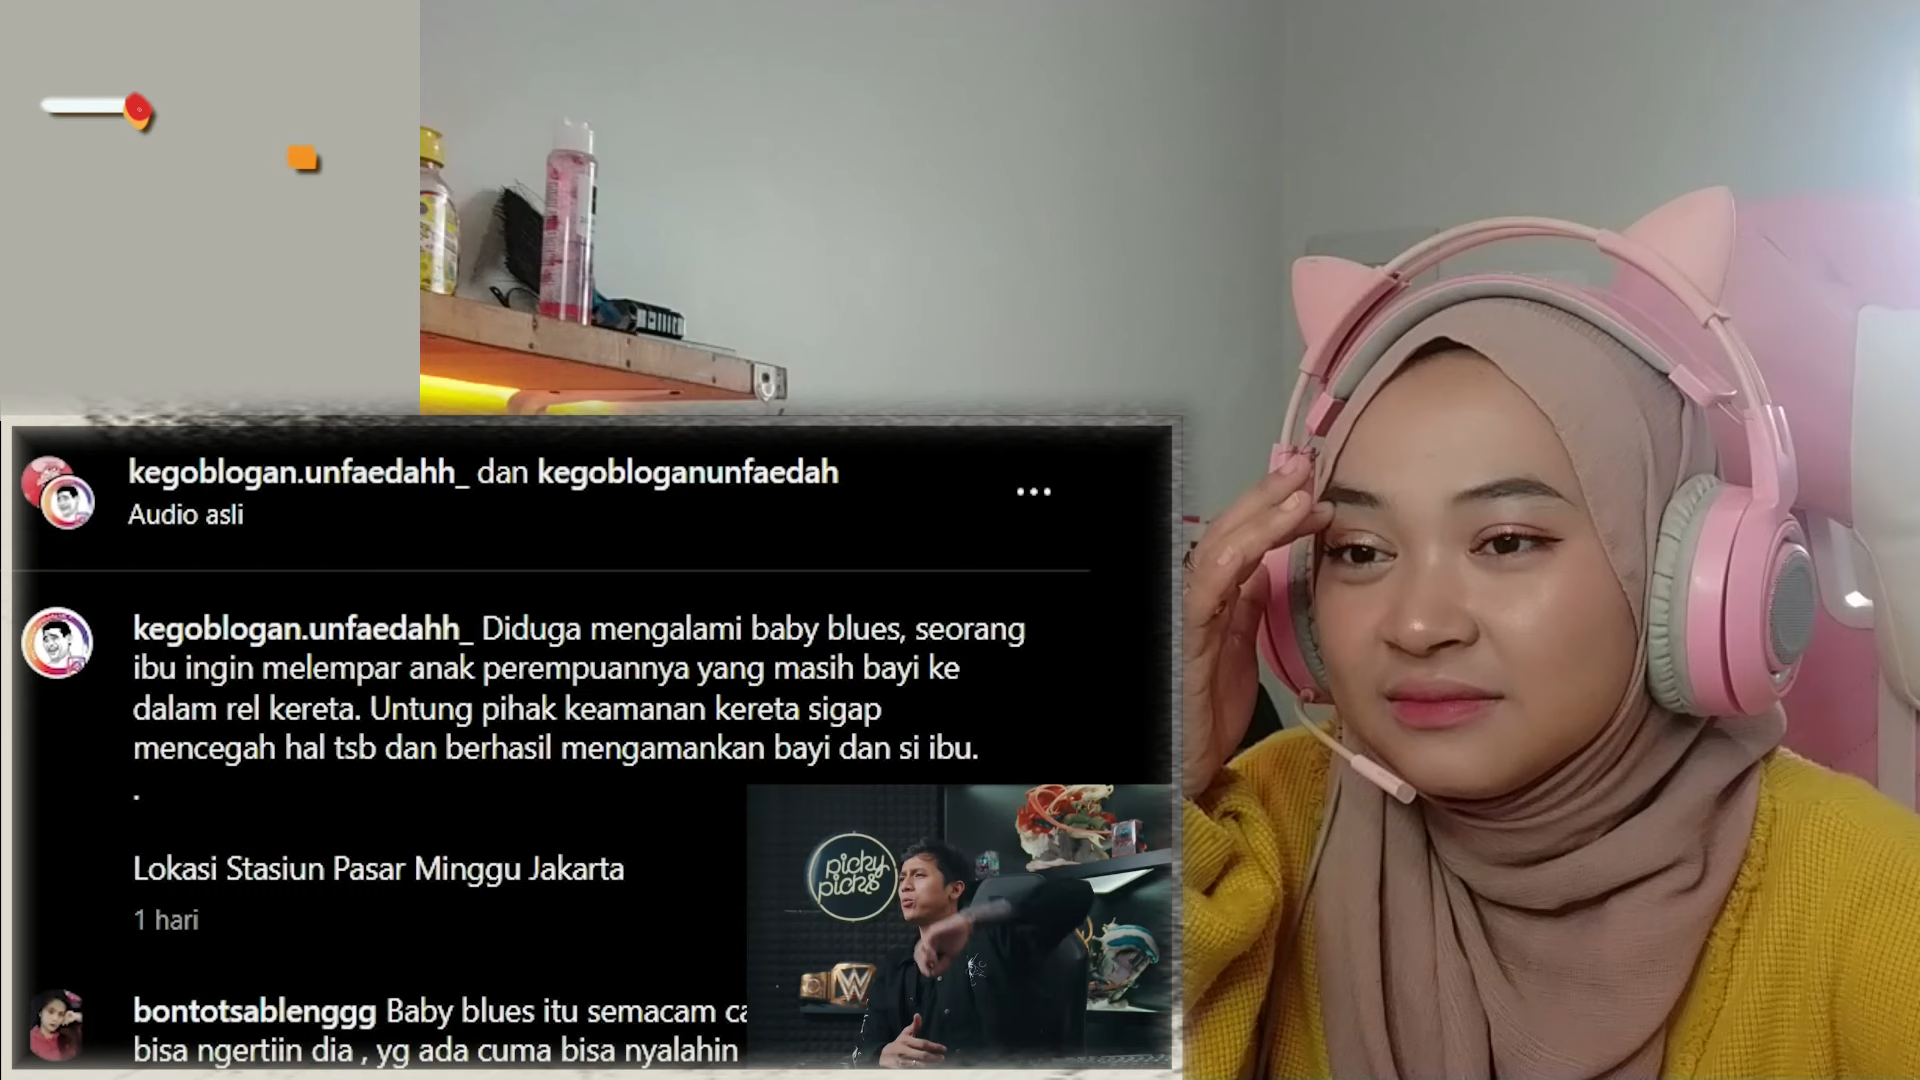 kegoblogan.unfaedahh_ dan kegobloganunfaedah
Audio asli
kegoblogan.unfaedahh_ Diduga mengalami baby blues, seorang
ibu ingin melempar anak perempuannya yang masih bayi ke
dalam rel kereta. Untung pihak keamanan kereta sigap
mencegah hal tsb dan berhasil mengamankan bayi dan si ibu.
.
Lokasi Stasiun Pasar Minggu Jakarta
1 hari
bontotsablenggg Baby blues itu semacam
bisa ngertiin dia , yg ada cuma bisa nyalahin
picky
picks
W